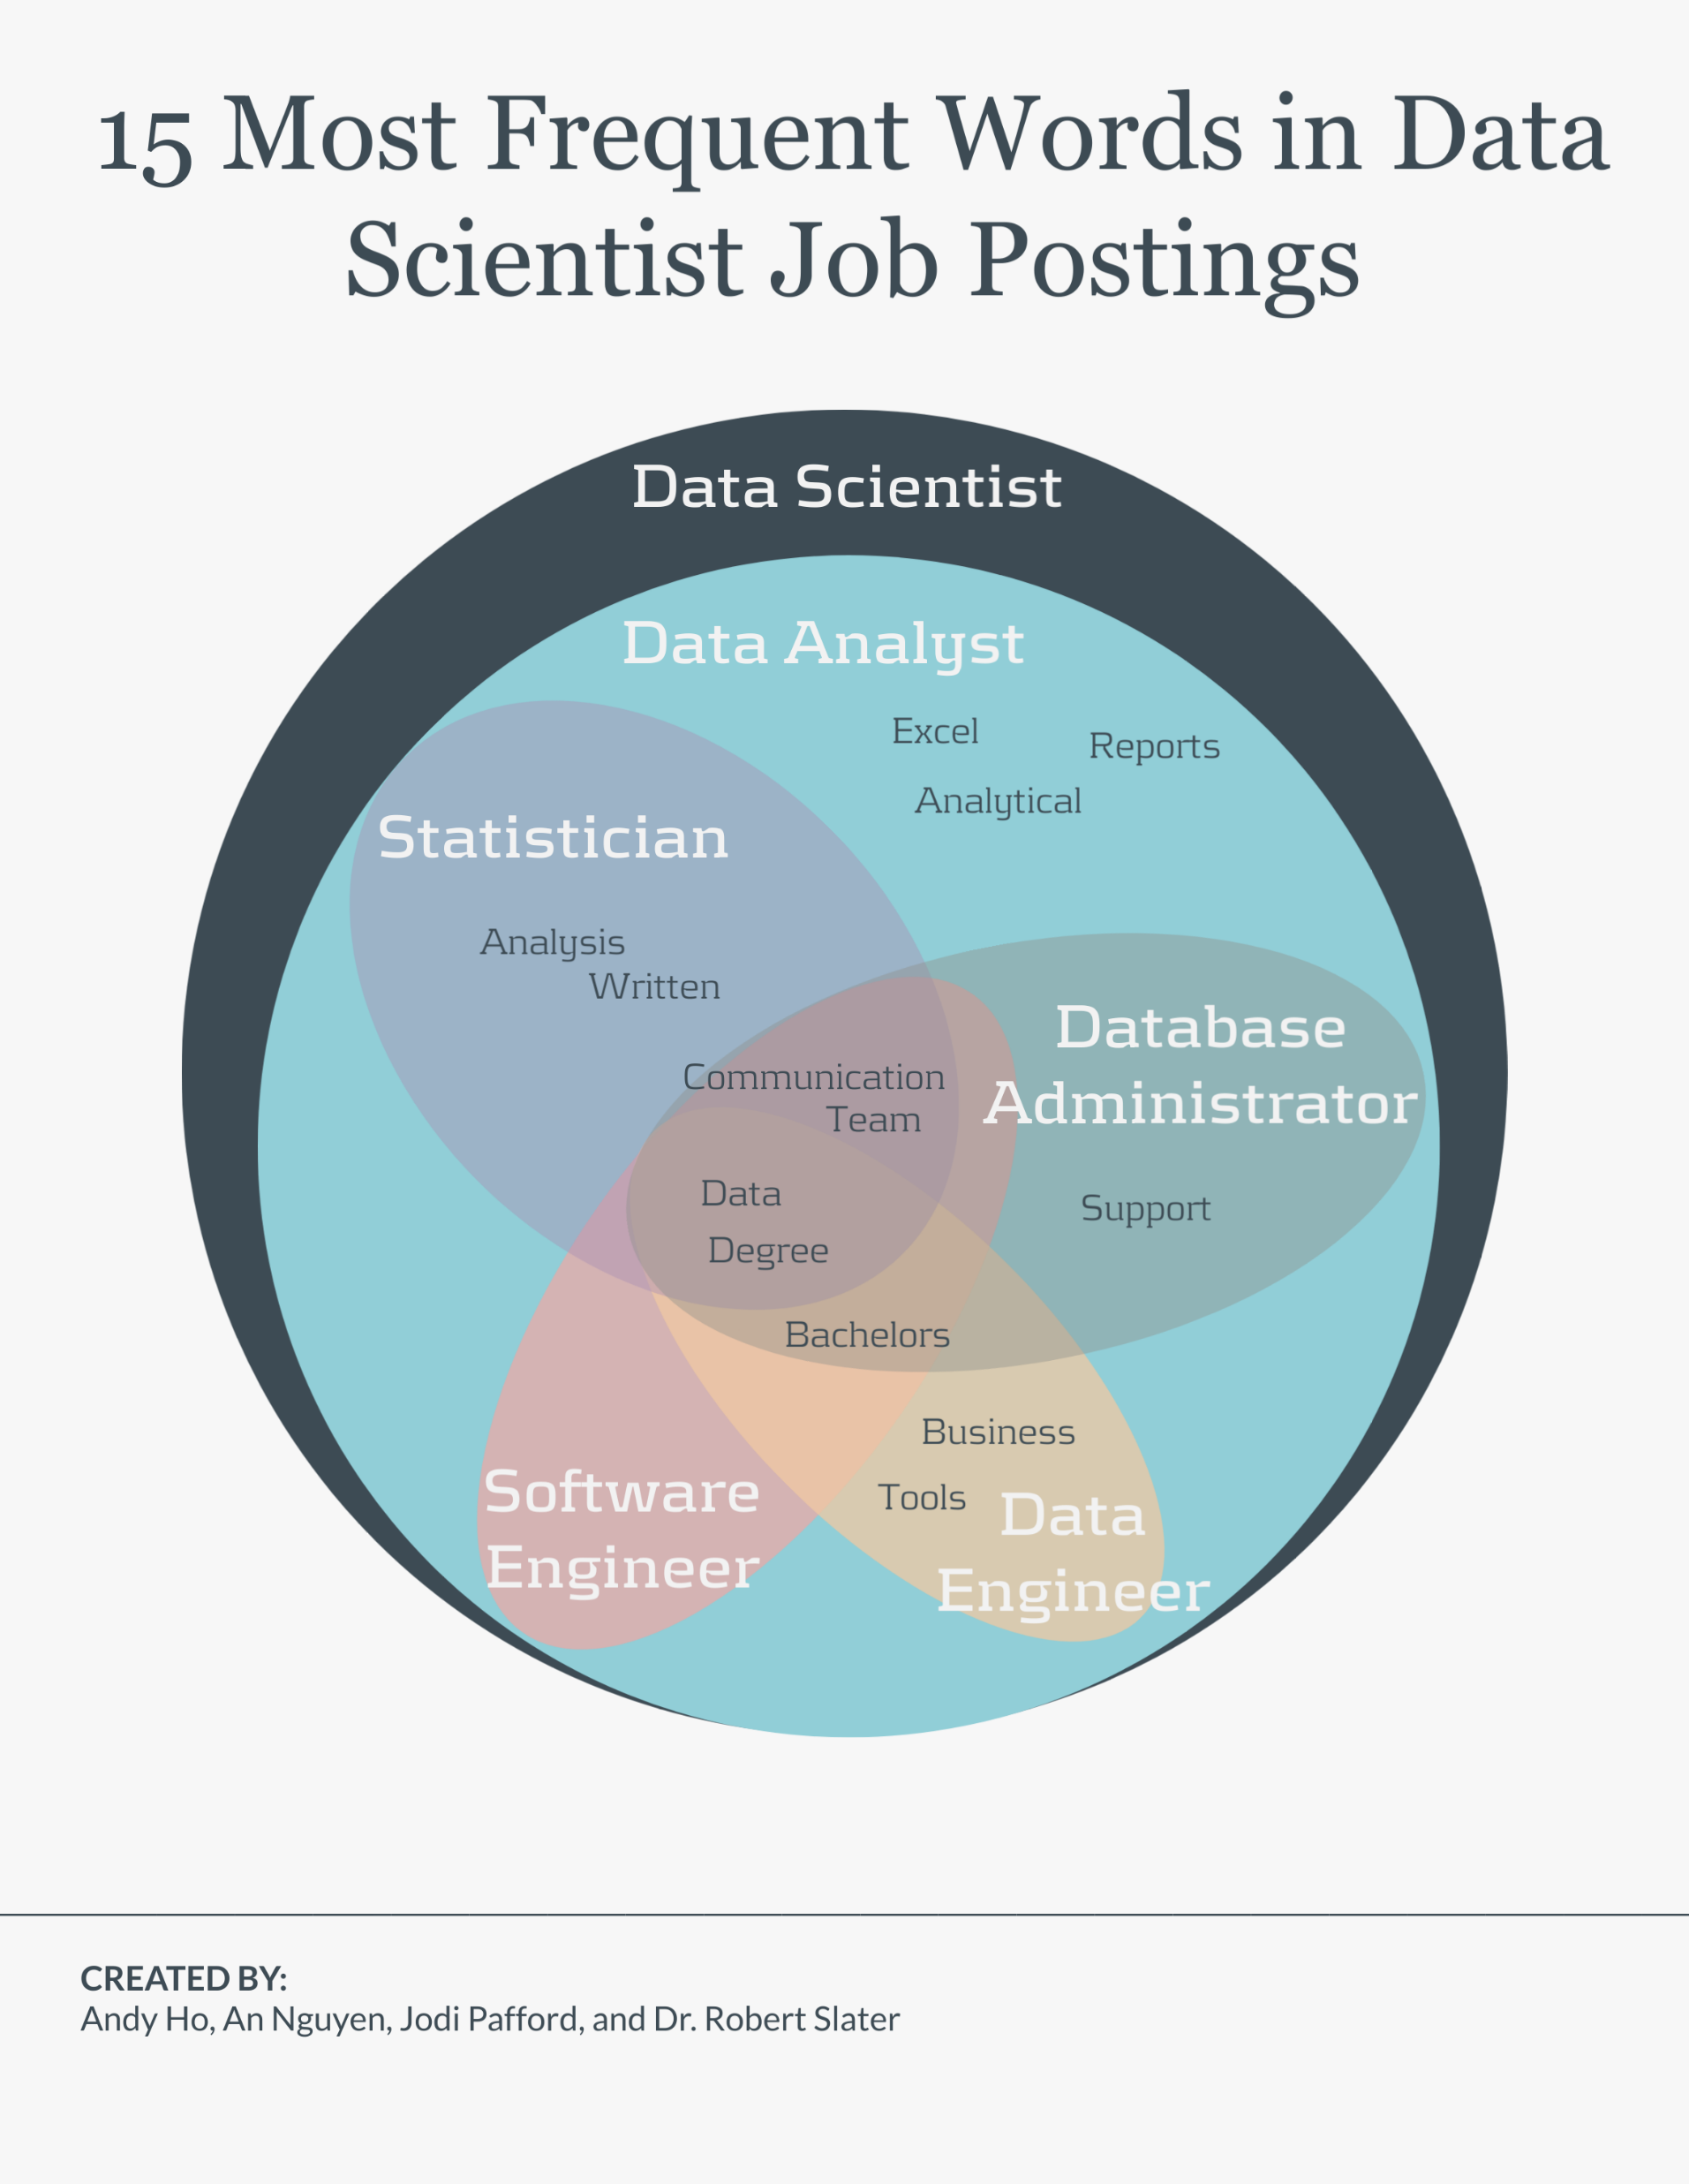 15 Most Frequent Words in Data
Scientist Job Postings
Data Scientist
Data Analyst
Excel
Reports
Analytical
Statistician
Analysis
Written
Database
Administrator
Communication
Team
Data
Support
Degree
Bachelors
Business
Tools
Software
Engineer
Data
Engineer
CREATED BY:
Andy Ho, An Nguyen, Jodi Pafford, and Dr. Robert Slater